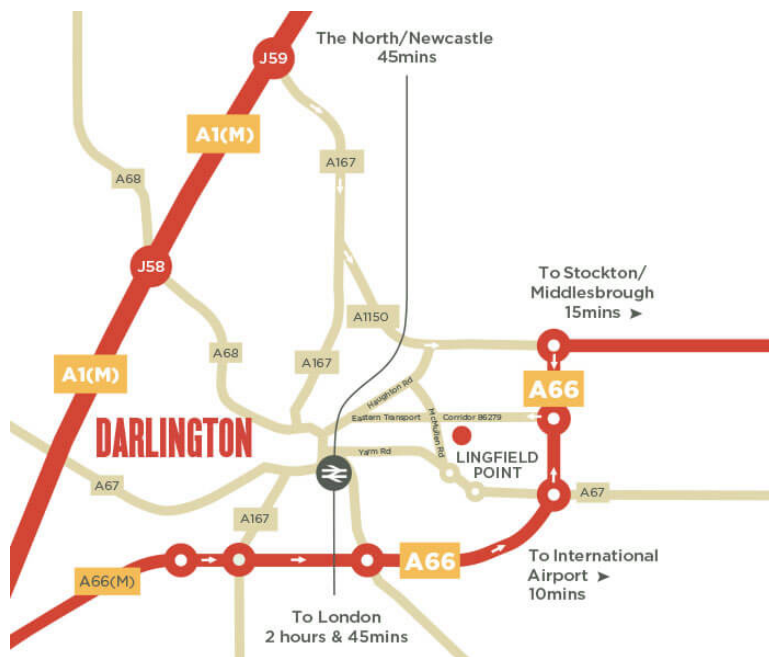 The North/Newcastle
45mins
J59
A1(M)
A167
A68
J58
To Stockton/
Middlesbrough
15mins ➤
A1150
A68
A167
A1(M)
A66
Haughton Rd
Eastern Transport Corridor B6279
McMullen Rd
DARLINGTON
LINGFIELD
POINT
Yarm Rd
A67
A67
A167
A66
To International
Airport ➤
10mins
A66(M)
To London
2 hours & 45mins